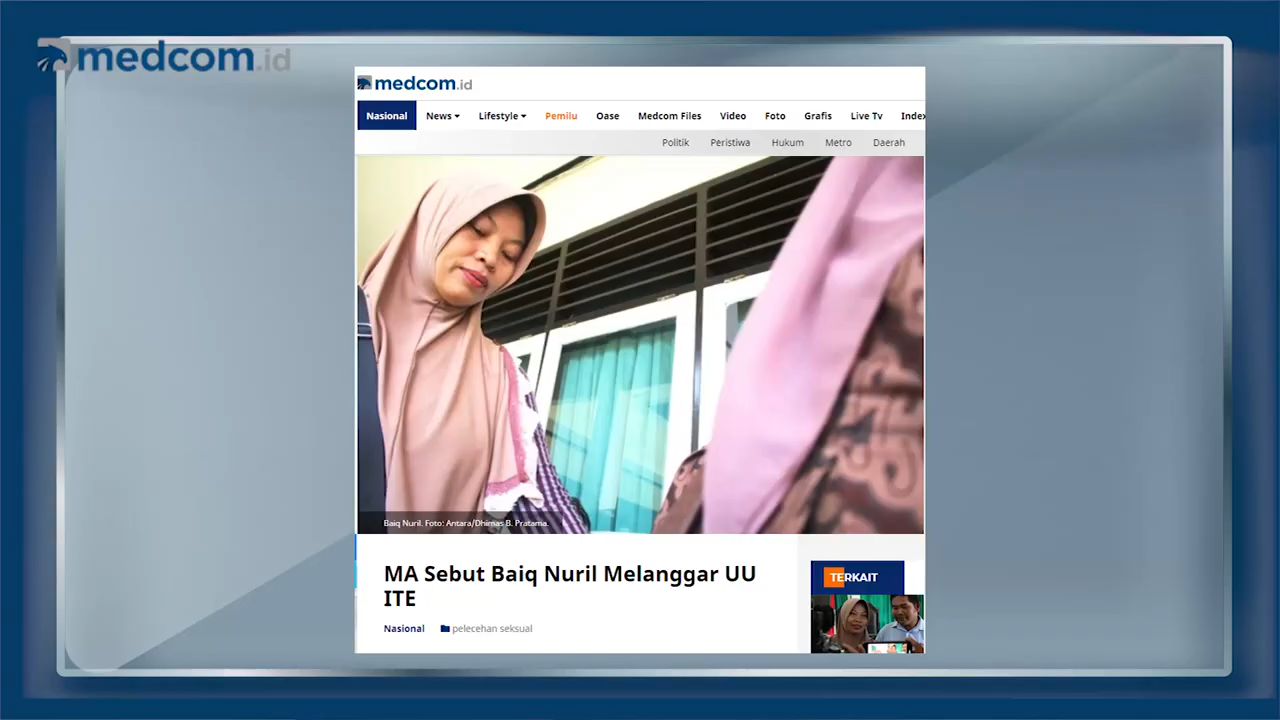 medcom.id
medcom.id
Nasional News Lifestyle Pemilu Oase Medcom Files Video Foto Grafis Live Tv Index
Politik Peristiwa Hukum Metro Daerah
Baiq Nuril. Foto: Antara/Dhimas B. Pratama.
MA Sebut Baiq Nuril Melanggar UU
ITE
TERKAIT
Nasional pelecehan seksual